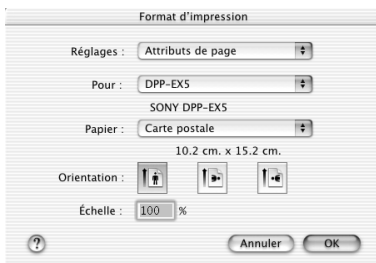 Format d'impression
Réglages : Attributs de page
Pour : DPP-EX5
SONY DPP-EX5
Papier : Carte postale
10.2 cm. x 15.2 cm.
Orientation :
Échelle : 100 %
? Annuler OK